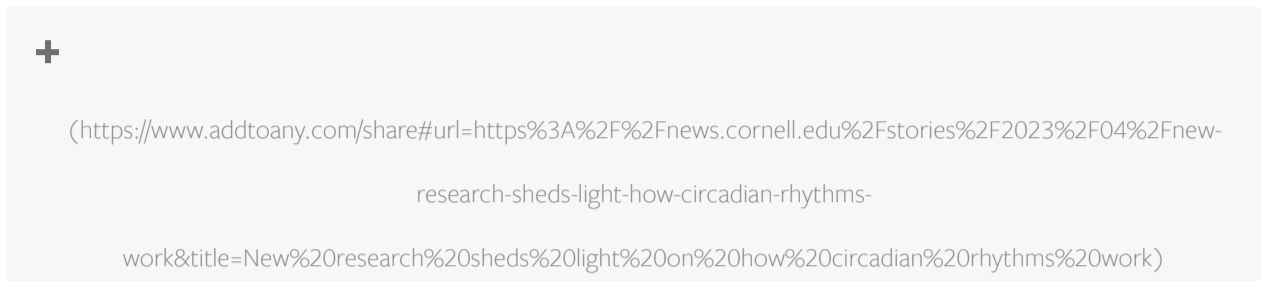 (https://www.addtoany.com/share#url=https%3A%2F%2Fnews.cornell.edu%2Fstories%2F2023%2F04%2Fnew-
research-sheds-light-how-circadian-rhythms-
work&title=New%20research%20sheds%20light%20on%20how%20circadian%20rhythms%20work)